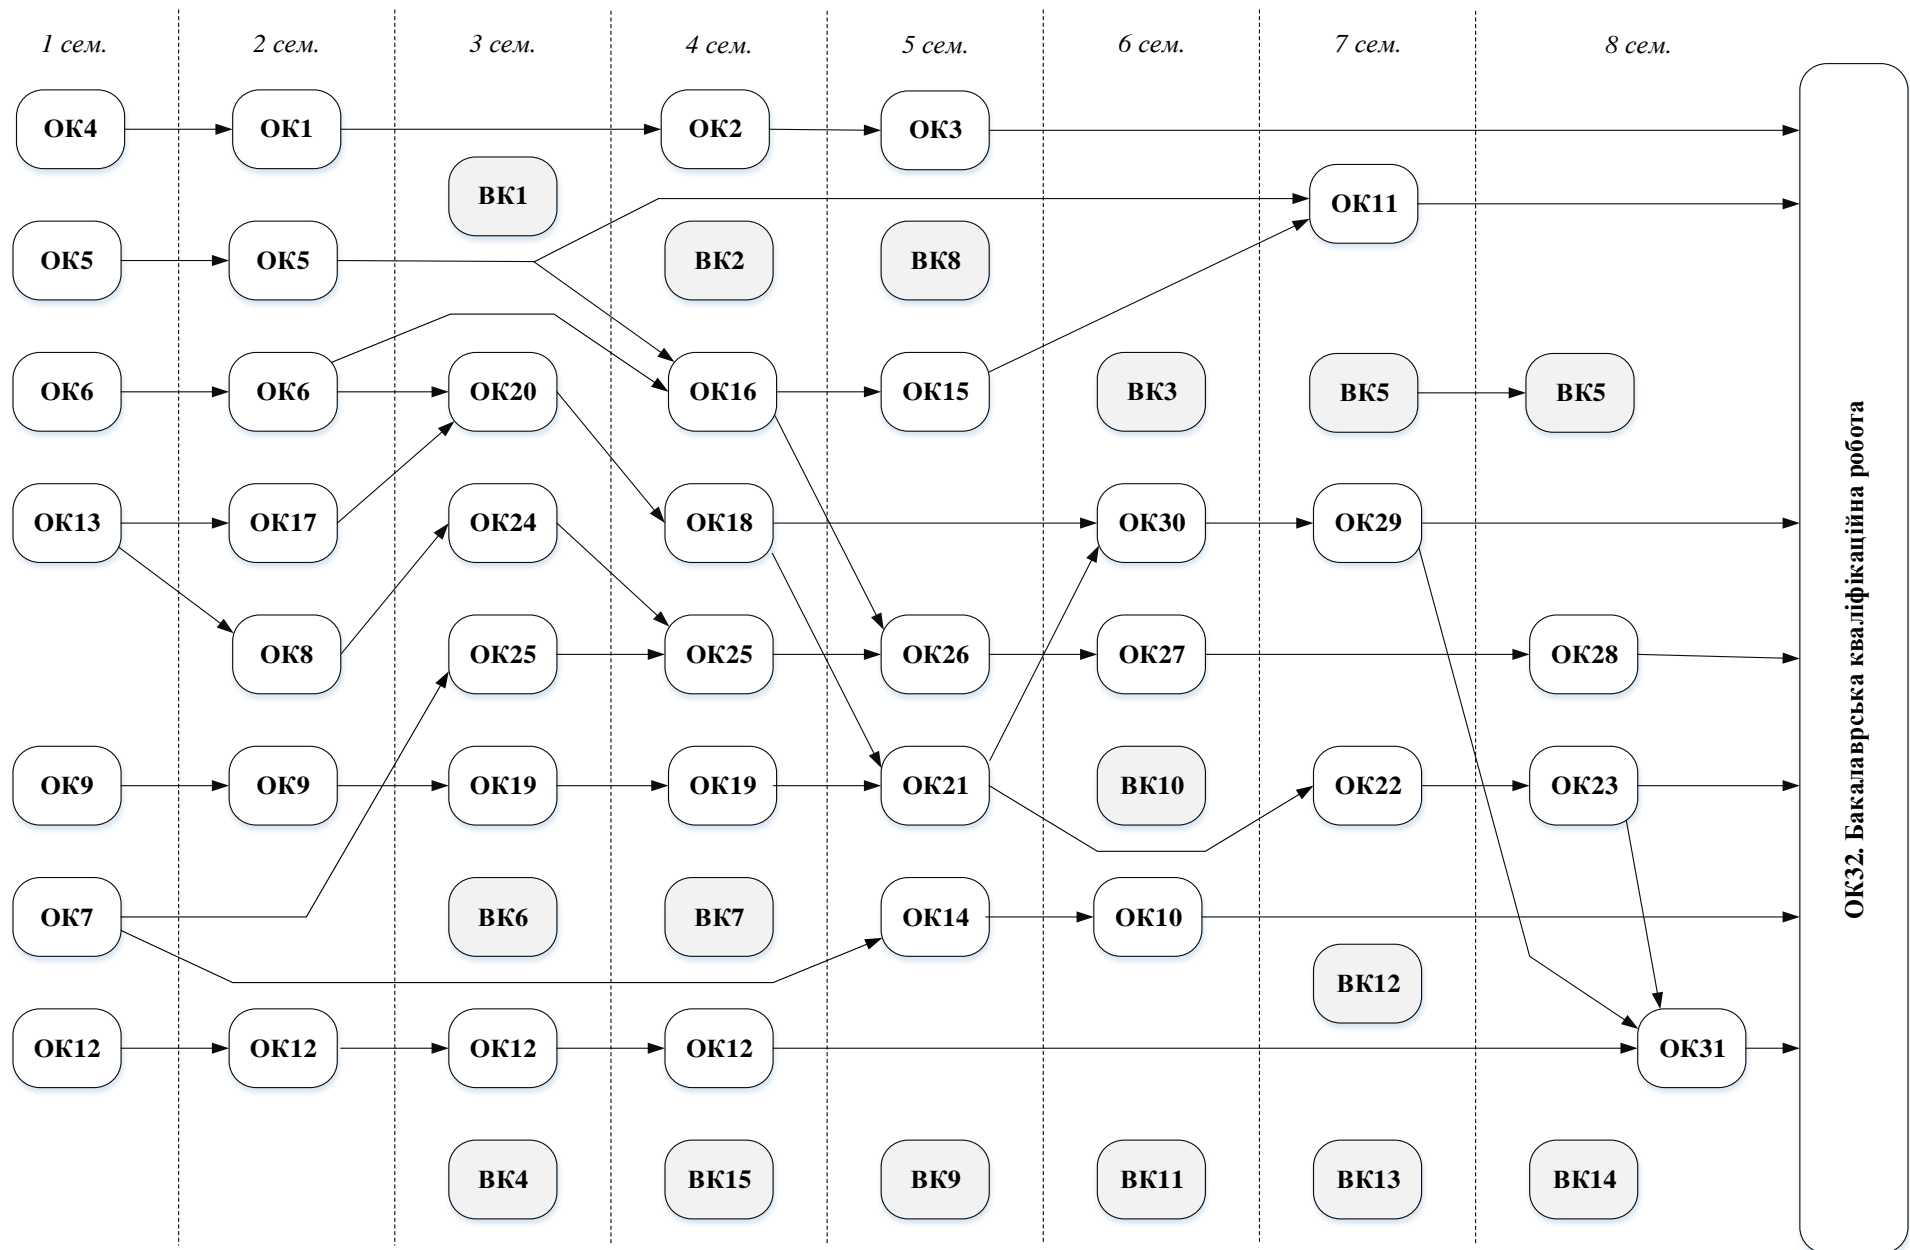 1 сем.
2 сем.
3 сем.
4 сем.
5 сем.
6 сем.
7 сем.
8 сем.
ОК4
ОК1
ОК2
ОК3
ВК1
ОК11
ОК5
ОК5
ВК2
ВК8
ОК6
ОК6
ОК20
ОК16
ОК15
ВК3
ВК5
ВК5
ОК13
ОК17
ОК24
ОК18
ОК30
ОК29
ОК8
ОК25
ОК25
ОК26
ОК27
ОК28
ОК9
ОК9
ОК19
ОК19
ОК21
ВК10
ОК22
ОК23
ОК7
ВК6
ВК7
ОК14
ОК10
ВК12
ОК12
ОК12
ОК12
ОК12
ОК31
ВК4
ВК15
ВК9
ВК11
ВК13
ВК14
ОК32. Бакалаврська кваліфікаційна робота